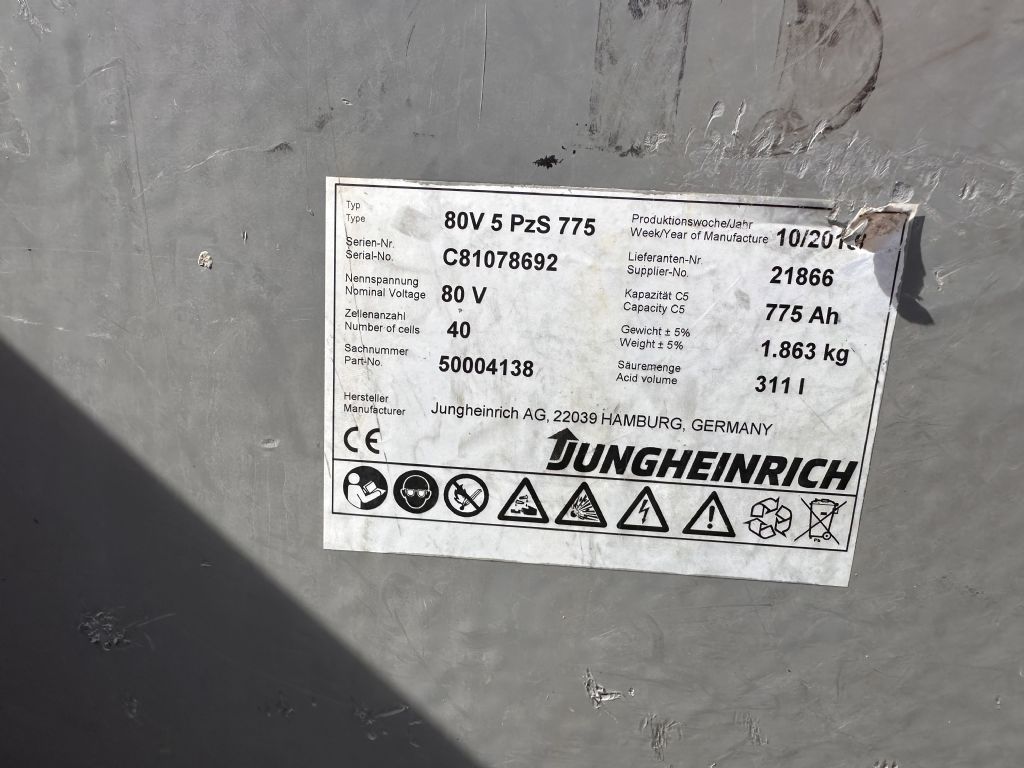 Typ
Type
80V 5 PzS 775
Produktionswoche/Jahr
Week/Year of Manufacture
Serien-Nr.
Serial-No.
C81078692
Lieferanten-Nr.
Supplier-No.
21866
Nennspannung
Nominal Voltage
80 V
Kapazität C5
Capacity C5
775 Ah
Zellenanzahl
Number of cells
40
Gewicht ± 5%
Weight ± 5%
1.863 kg
Sachnummer
Part-No.
50004138
Säuremenge
Acid volume
311 l
Hersteller
Manufacturer
Jungheinrich AG, 22039 HAMBURG, GERMANY
CE
JUNGHEINRICH
Pb